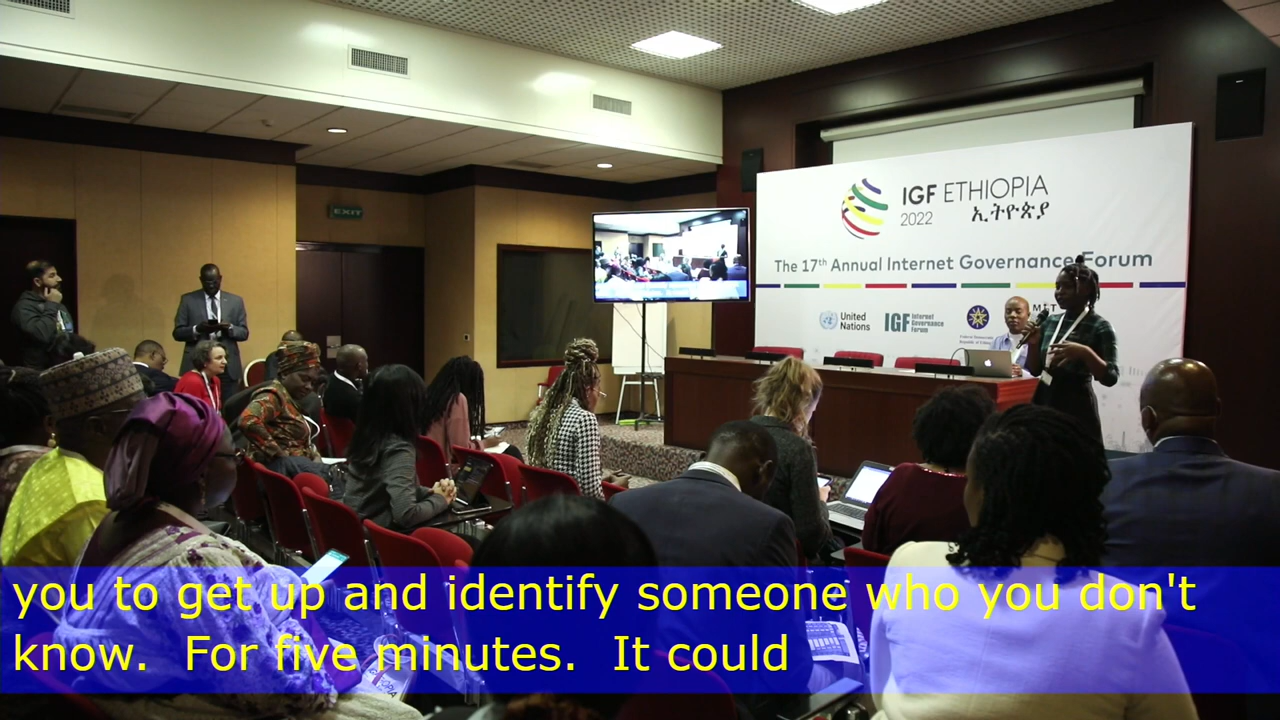 EXIT
IGF ETHIOPIA
2022 ኢትዮጵያ
The 17th Annual Internet Governance Forum
United
Nations
IGF Internet
Governance
Forum
you to get up and identify someone who you don't
know.  For five minutes.  It could